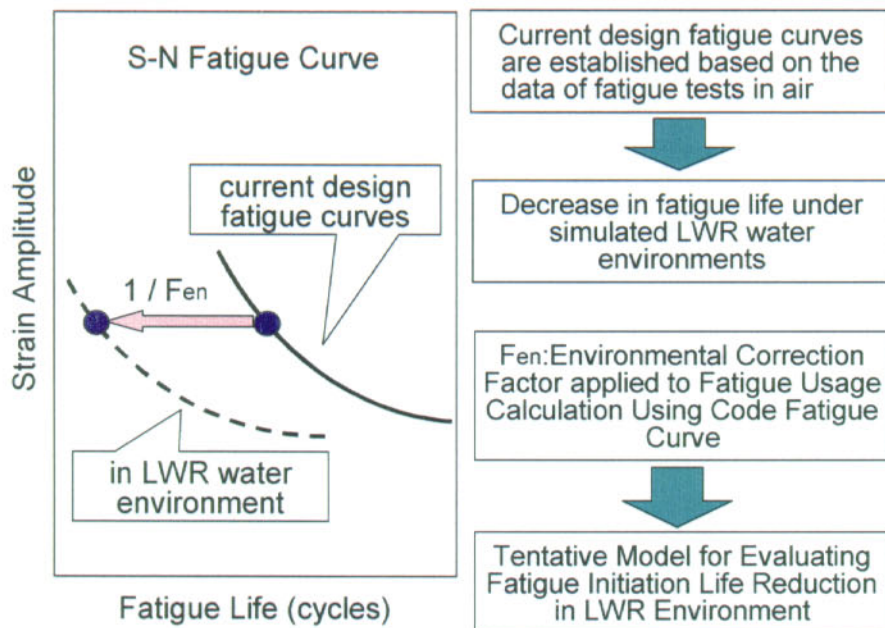 S-N Fatigue Curve
current design
fatigue curves
1 / Fen
in LWR water
environment
Strain Amplitude
Fatigue Life (cycles)
Current design fatigue curves
are established based on the
data of fatigue tests in air
Decrease in fatigue life under
simulated LWR water
environments
Fen:Environmental Correction
Factor applied to Fatigue Usage
Calculation Using Code Fatigue
Curve
Tentative Model for Evaluating
Fatigue Initiation Life Reduction
in LWR Environment